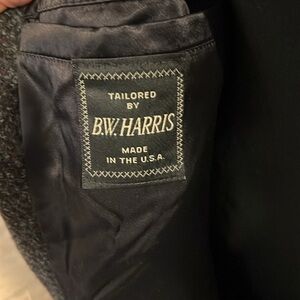 TAILORED
BY
B.W. HARRIS
MADE
IN THE U.S.A.